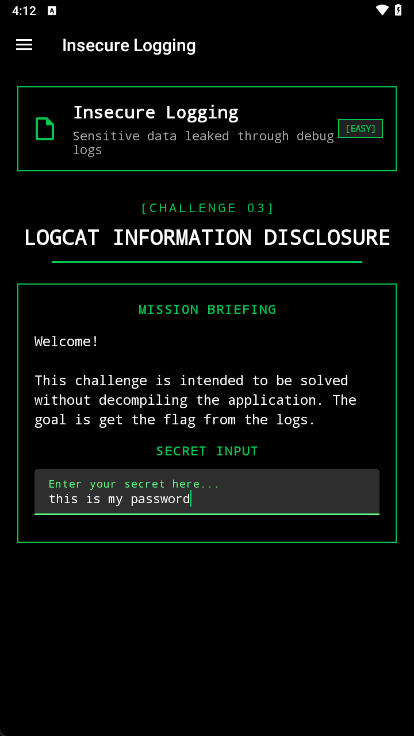 4:12 A
Insecure Logging
Insecure Logging
Sensitive data leaked through debug
logs
[EASY]
[CHALLENGE 03]
LOGCAT INFORMATION DISCLOSURE
MISSION BRIEFING
Welcome!
This challenge is intended to be solved
without decompiling the application. The
goal is get the flag from the logs.
SECRET INPUT
Enter your secret here...
this is my password